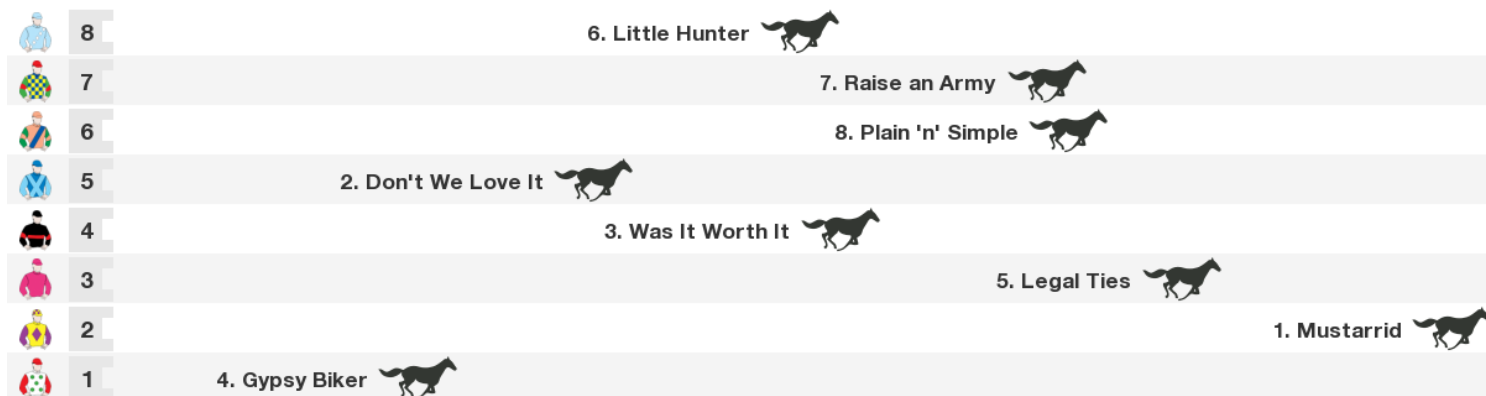 8 6. Little Hunter
7 7. Raise an Army
6 8. Plain 'n' Simple
5 2. Don't We Love It
4 3. Was It Worth It
3 5. Legal Ties
2 1. Mustarrid
1 4. Gypsy Biker